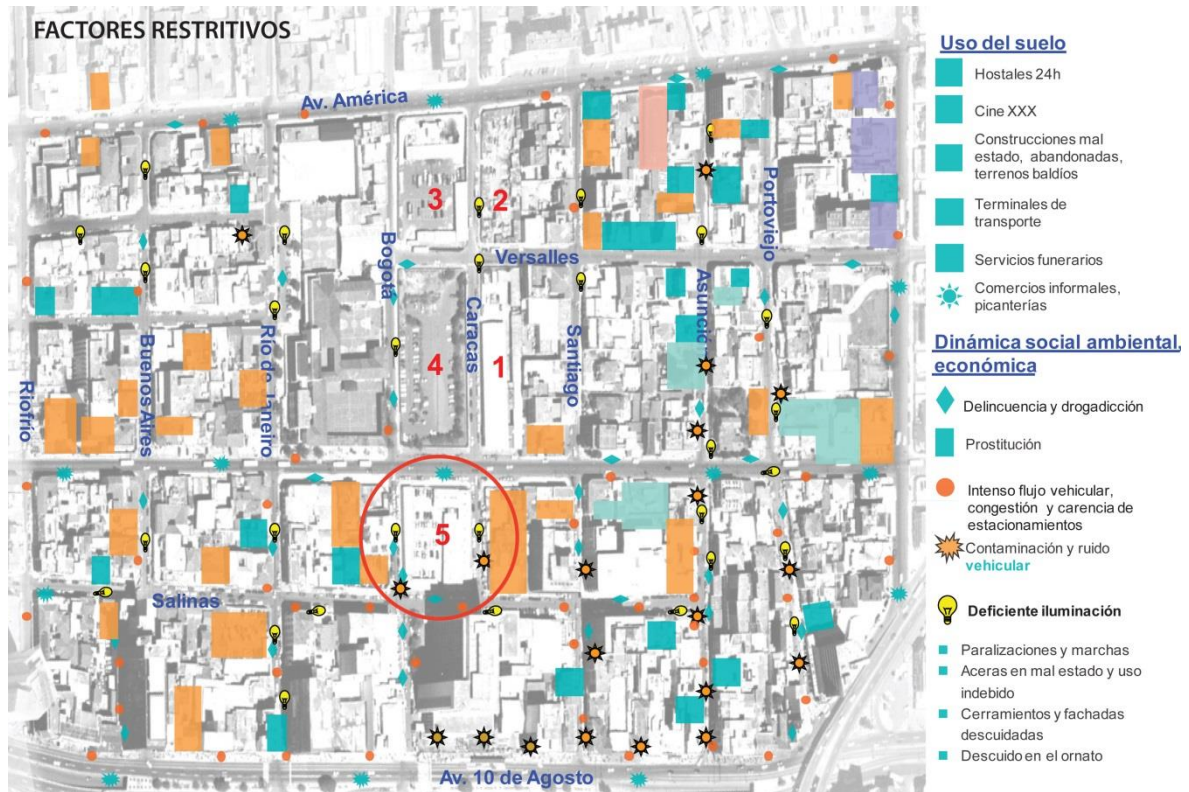 FACTORES RESTRITIVOS
Av. América
3
2
Portoviejo
Bogotá
Versalles
Caracas
Santiago
Asunció
4
1
Riofrío
Buenos Aires
Río de Janeiro
5
Salinas
Av. 10 de Agosto
Uso del suelo
Hostales 24h
Cine XXX
Construcciones mal
estado, abandonadas,
terrenos baldíos
Terminales de
transporte
Servicios funerarios
Comercios informales,
picanterías
Dinámica social ambiental,
económica
Delincuencia y drogadicción
Prostitución
Intenso flujo vehicular,
congestión y carencia de
estacionamientos
Contaminación y ruido
vehicular
Deficiente iluminación
Paralizaciones y marchas
Aceras en mal estado y uso
indebido
Cerramientos y fachadas
descuidadas
Descuido en el ornato